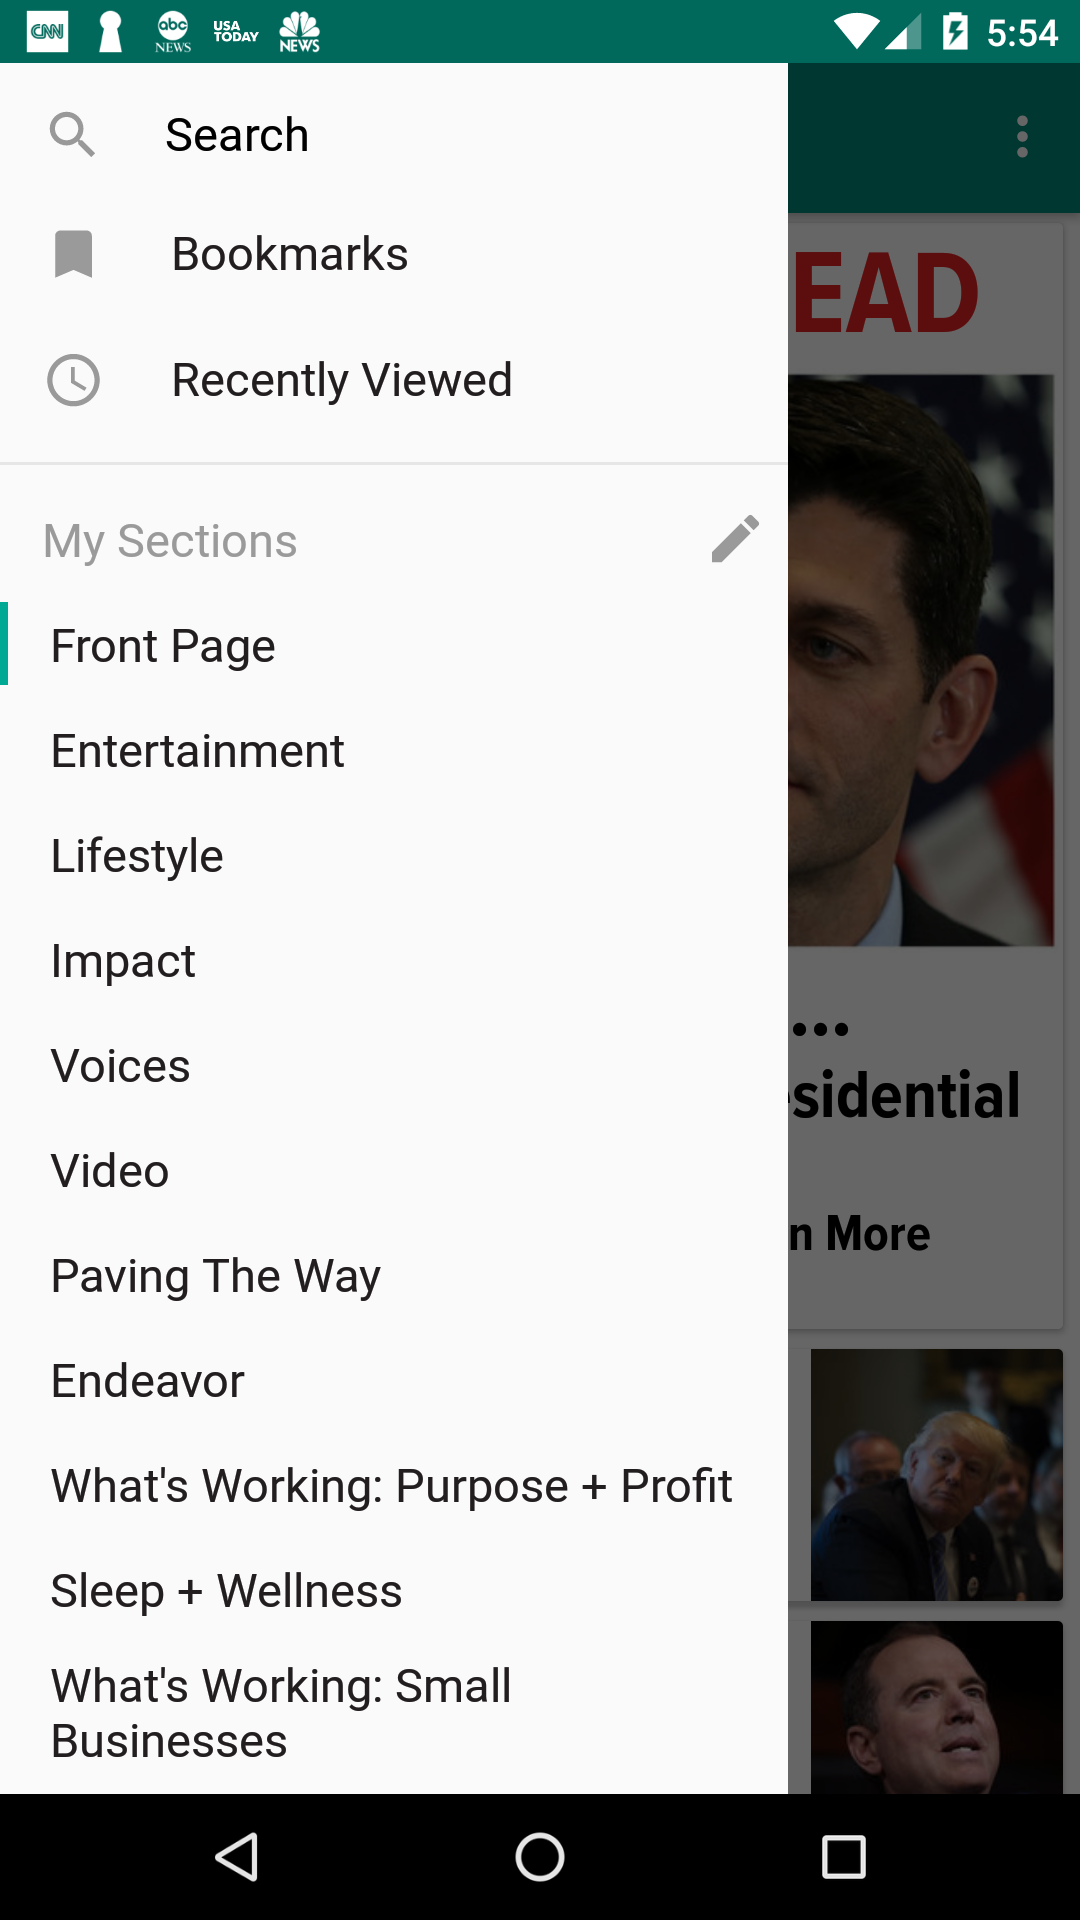 CNN abc NEWS USA TODAY NEWS 5:54
Search
Bookmarks
EAD
Recently Viewed
My Sections
Front Page
Entertainment
Lifestyle
Impact
...
Voices
esidential
Video
n More
Paving The Way
Endeavor
What's Working: Purpose + Profit
Sleep + Wellness
What's Working: Small
Businesses